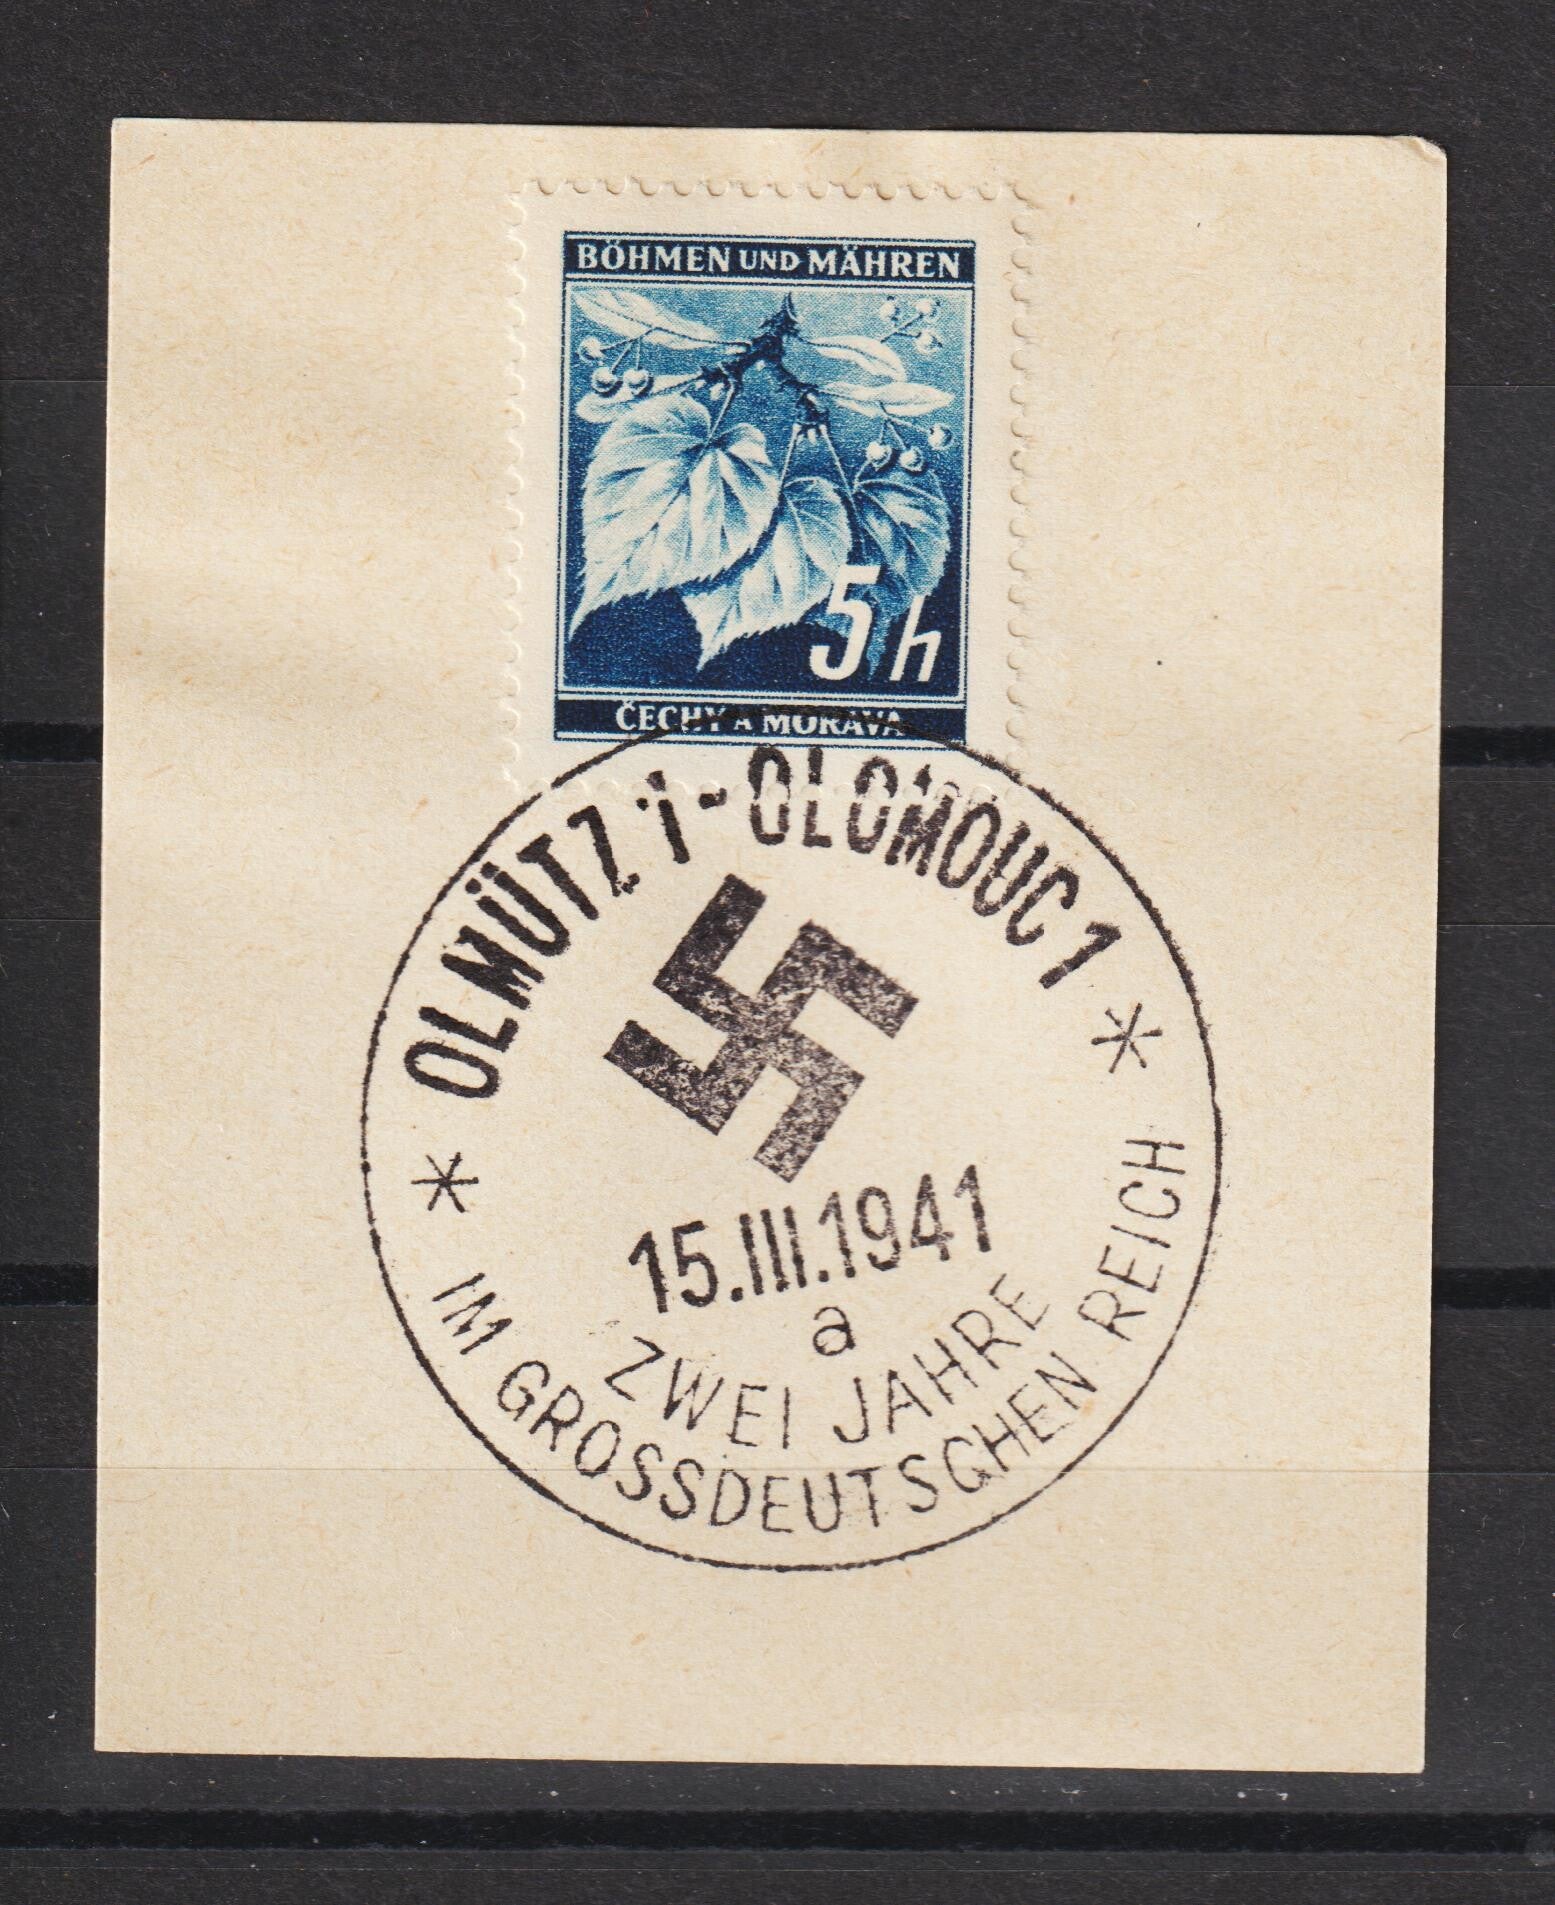 BÖHMEN UND MÄHREN
5 h
ČECHY A MORAVA
OLMÜTZ 1 - OLOMOUC 1
15.III.1941
a
ZWEI JAHRE
IM GROSSDEUTSCHEN REICH